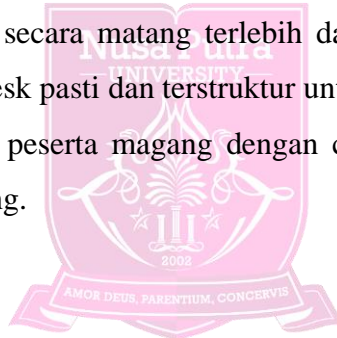 secara matang terlebih da
Nusa Putra
UNIVERSITY
esk pasti dan terstruktur unt
peserta magang dengan
ng.
2002
AMOR DEUS, PARENTIUM, CONCERVIS